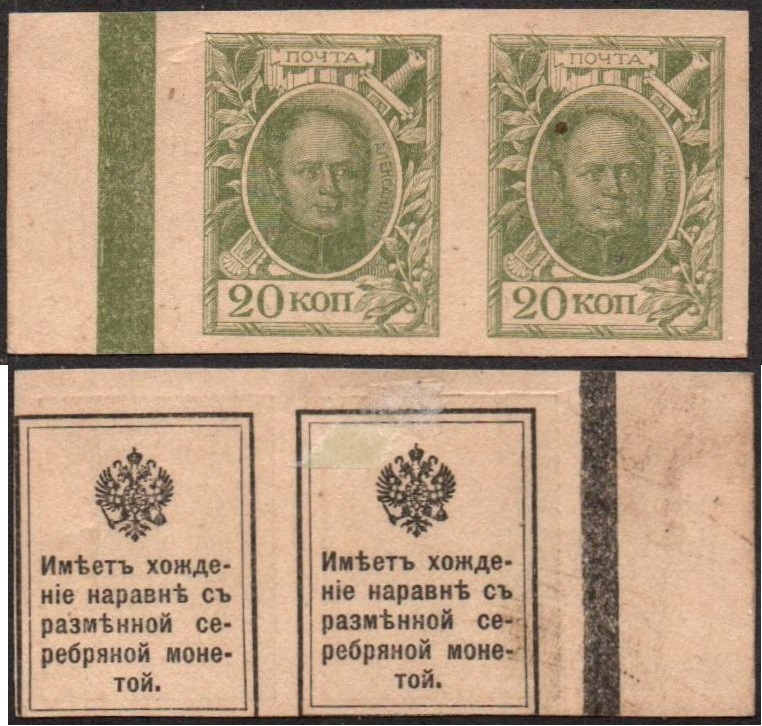 ПОЧТА
20 КОП
ПОЧТА
20 КОП
Имѣетъ хожде-
ніе наравнѣ съ
размѣнной се-
ребряной моне-
той.
Имѣетъ хожде-
ніе наравнѣ съ
размѣнной се-
ребряной моне-
той.